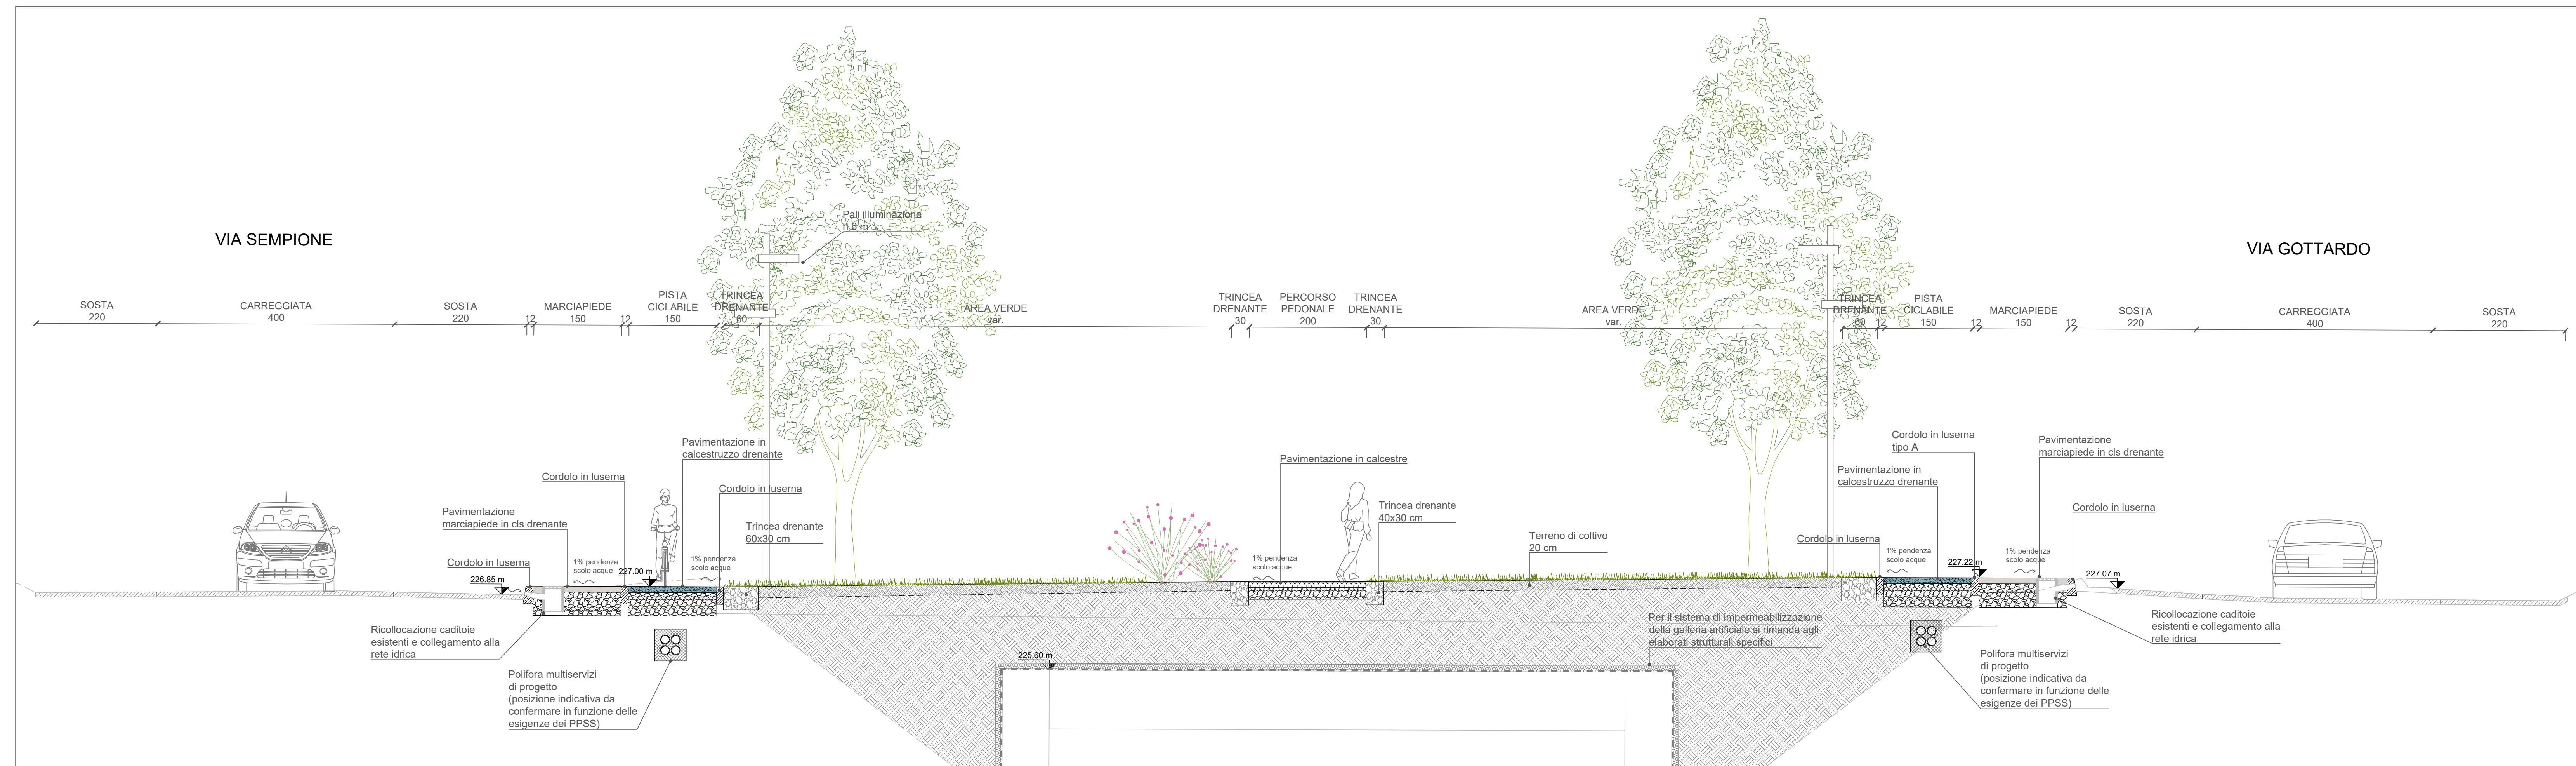 VIA SEMPIONE
VIA GOTTARDO
Pali illuminazione
h 6 m
SOSTA
220
CARREGGIATA
400
SOSTA
220
12
MARCIAPIEDE
150
12
PISTA
CICLABILE
150
TRINCEA
DRENANTE
60
AREA VERDE
var.
TRINCEA
DRENANTE
30
PERCORSO
PEDONALE
200
TRINCEA
DRENANTE
30
AREA VERDE
var.
TRINCEA
DRENANTE
60
12
PISTA
CICLABILE
150
12
MARCIAPIEDE
150
12
SOSTA
220
CARREGGIATA
400
SOSTA
220
Pavimentazione in
calcestruzzo drenante
Cordolo in luserna
Cordolo in luserna
Pavimentazione
marciapiede in cls drenante
Trincea drenante
60x30 cm
Cordolo in luserna
1% pendenza
scolo acque
1% pendenza
scolo acque
226.85 m
227.00 m
Pavimentazione in calcestre
Trincea drenante
40x30 cm
1% pendenza
scolo acque
Terreno di coltivo
20 cm
Cordolo in luserna
tipo A
Pavimentazione
marciapiede in cls drenante
Pavimentazione in
calcestruzzo drenante
Cordolo in luserna
Cordolo in luserna
1% pendenza
scolo acque
1% pendenza
scolo acque
227.22 m
227.07 m
Ricollocazione caditoie
esistenti e collegamento alla
rete idrica
Polifora multiservizi
di progetto
(posizione indicativa da
confermare in funzione delle
esigenze dei PPSS)
225.60 m
Per il sistema di impermeabilizzazione
della galleria artificiale si rimanda agli
elaborati strutturali specifici
Ricollocazione caditoie
esistenti e collegamento alla
rete idrica
Polifora multiservizi
di progetto
(posizione indicativa da
confermare in funzione delle
esigenze dei PPSS)